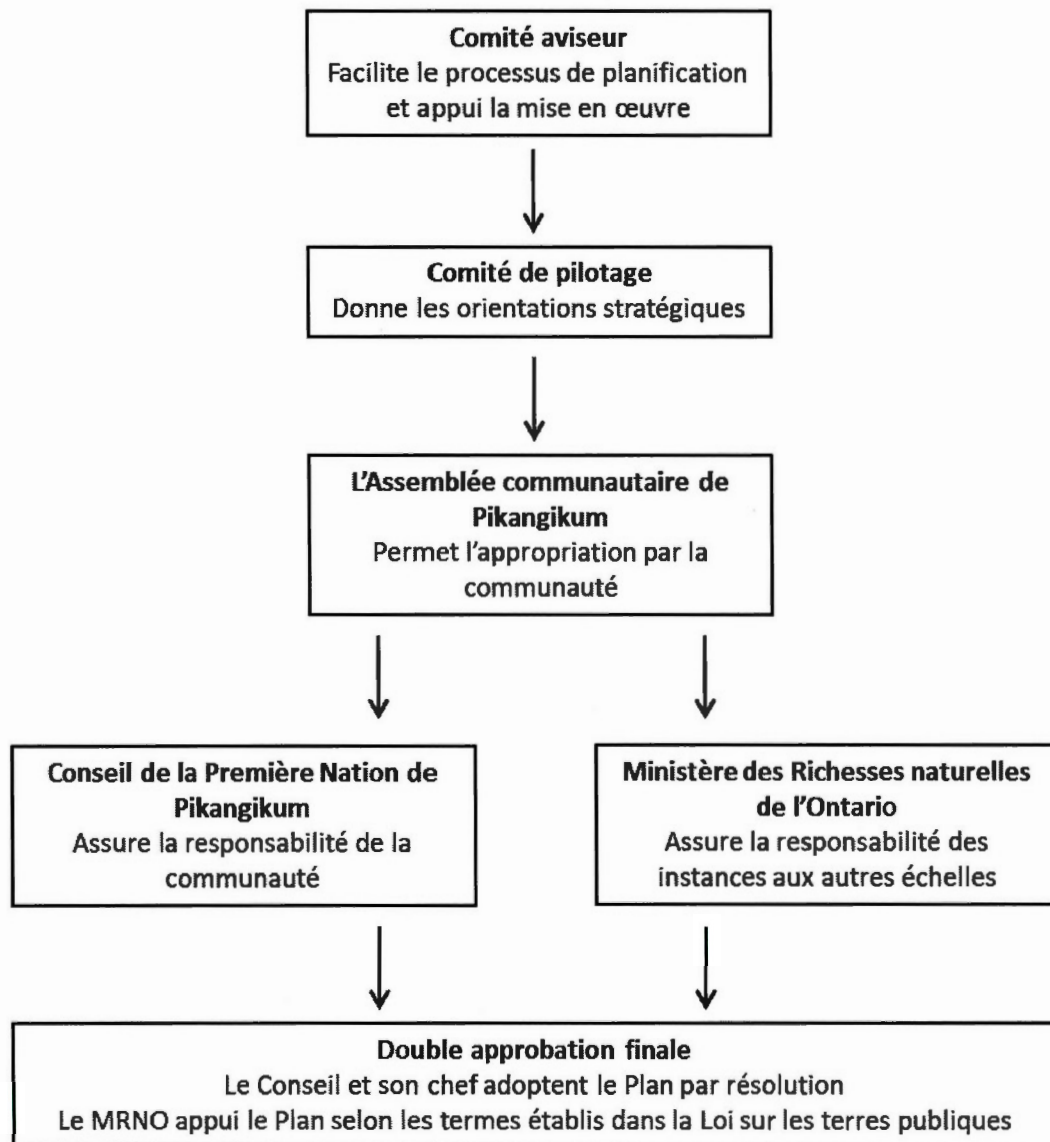 Comité aviseur
Facilite le processus de planification
et appui la mise en œuvre
Comité de pilotage
Donne les orientations stratégiques
L'Assemblée communautaire de
Pikangikum
Permet l'appropriation par la
communauté
Conseil de la Première Nation de
Pikangikum
Assure la responsabilité de la
communauté
Ministère des Richesses naturelles
de l'Ontario
Assure la responsabilité des
instances aux autres échelles
Double approbation finale
Le Conseil et son chef adoptent le Plan par résolution
Le MRNO appui le Plan selon les termes établis dans la Loi sur les terres publiques